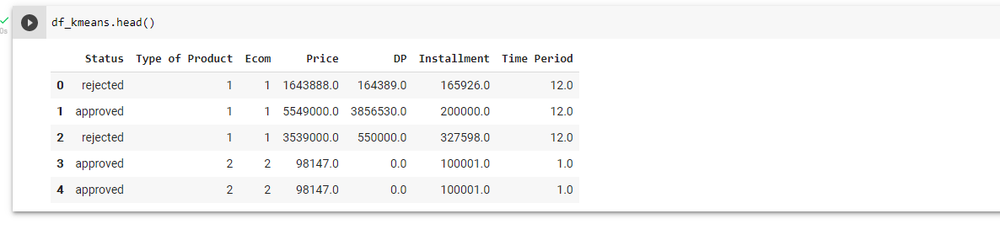 df_kmeans.head()
0s
Status Type of Product Ecom Price DP Installment Time Period
0 rejected 1 1 1643888.0 164389.0 165926.0 12.0
1 approved 1 1 5549000.0 3856530.0 200000.0 12.0
2 rejected 1 1 3539000.0 550000.0 327598.0 12.0
3 approved 2 2 98147.0 0.0 100001.0 1.0
4 approved 2 2 98147.0 0.0 100001.0 1.0